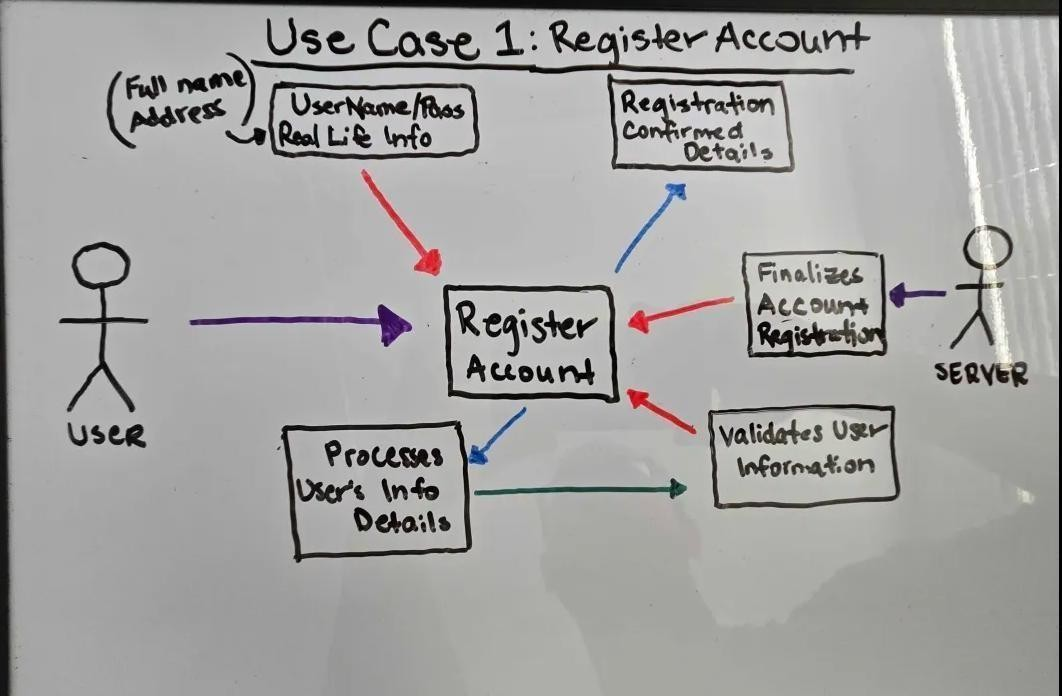 Use Case 1: Register Account
(Full name
Address)
UserName/Pass
Real Life Info
Registration
Confirmed
Details
Register
Account
Finalizes
Account
Registration
SERVER
USER
Processes
User's Info
Details
Validates User
Information